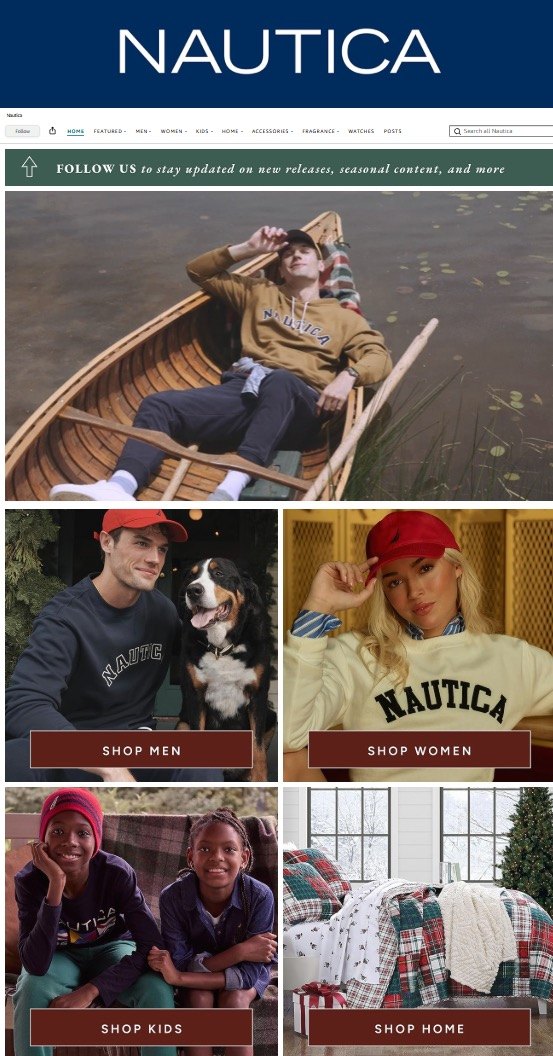 NAUTICA
Nautica
Follow
HOME FEATURED MEN WOMEN KIDS HOME ACCESSORIES FRAGRANCE WATCHES POSTS
Search all Nautica
FOLLOW US to stay updated on new releases, seasonal content, and more
NAUTICA
NAUTIC
NAUTICA
SHOP MEN
SHOP WOMEN
NAUTICA
SHOP KIDS
SHOP HOME